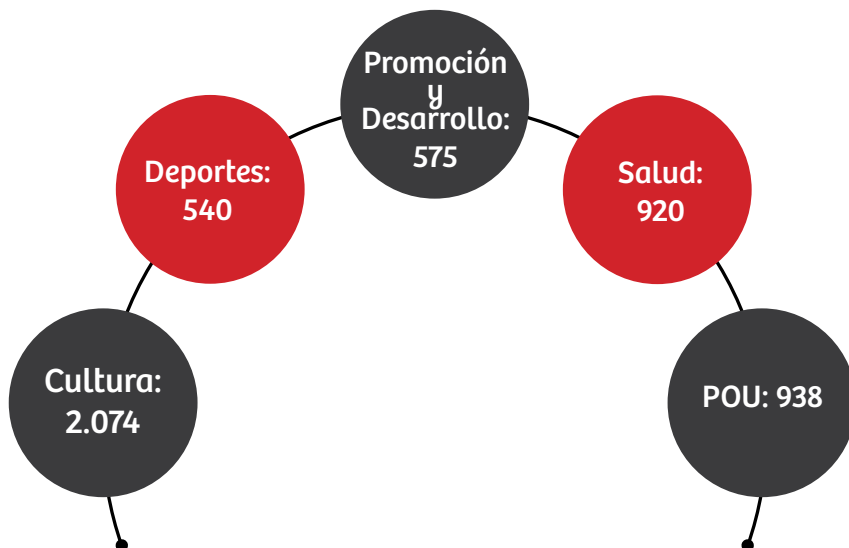 Promoción
y
Desarrollo:
575
Deportes:
540
Salud:
920
Cultura:
2.074
POU: 938